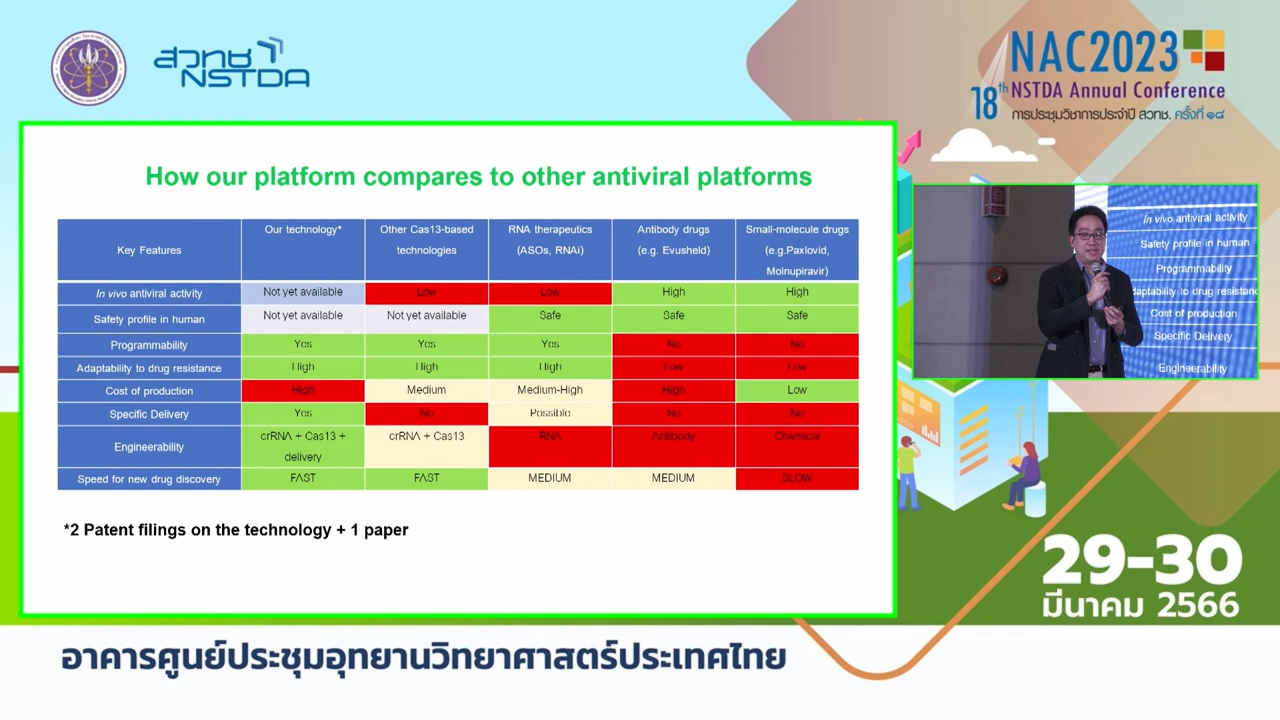 สวทช
NSTDA
NAC2023
18th NSTDA Annual Conference
การประชุมวิชาการประจำปี สวทช. ครั้งที่ ๑๘
How our platform compares to other antiviral platforms
Key Features
Our technology*
Other Cas13-based technologies
RNA therapeutics (ASOs, RNAi)
Antibody drugs (e.g. Evusheld)
Small-molecule drugs (e.g.Paxlovid, Molnupiravir)
In vivo antiviral activity Not yet available Low Low High High
Safety profile in human Not yet available Not yet available Safe Safe Safe
Programmability Yes Yes Yes No No
Adaptability to drug resistance High High High Low Low
Cost of production High Medium Medium-High High Low
Specific Delivery Yes No Possible No No
Engineerability crRNA + Cas13 + delivery crRNA + Cas13 RNA Antibody Chemical
Speed for new drug discovery FAST FAST MEDIUM MEDIUM SLOW
*2 Patent filings on the technology + 1 paper
In vivo antiviral activity
Safety profile in human
Programmability
daptability to drug resistanc
Cost of production
Specific Delivery
Engineerability
29-30
มีนาคม 2566
อาคารศูนย์ประชุมอุทยานวิทยาศาสตร์ประเทศไทย